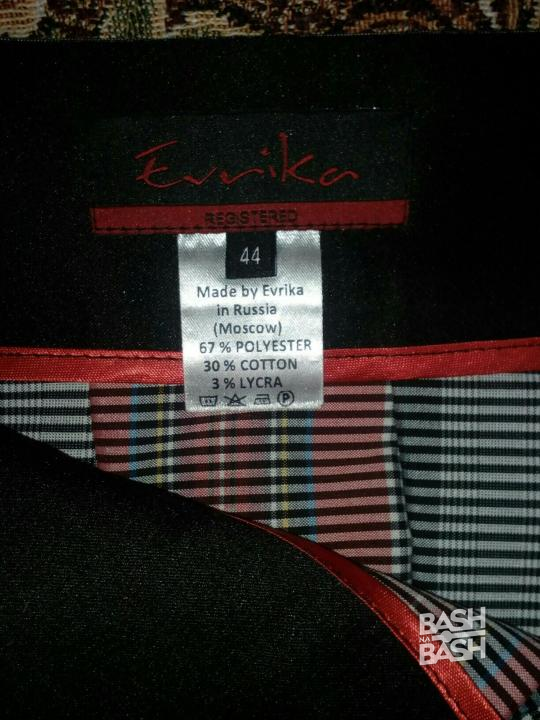 Evrika
REGISTERED
44
Made by Evrika
in Russia
(Moscow)
67 % POLYESTER
30 % COTTON
3 % LYCRA
P
BASH
NA
BASH